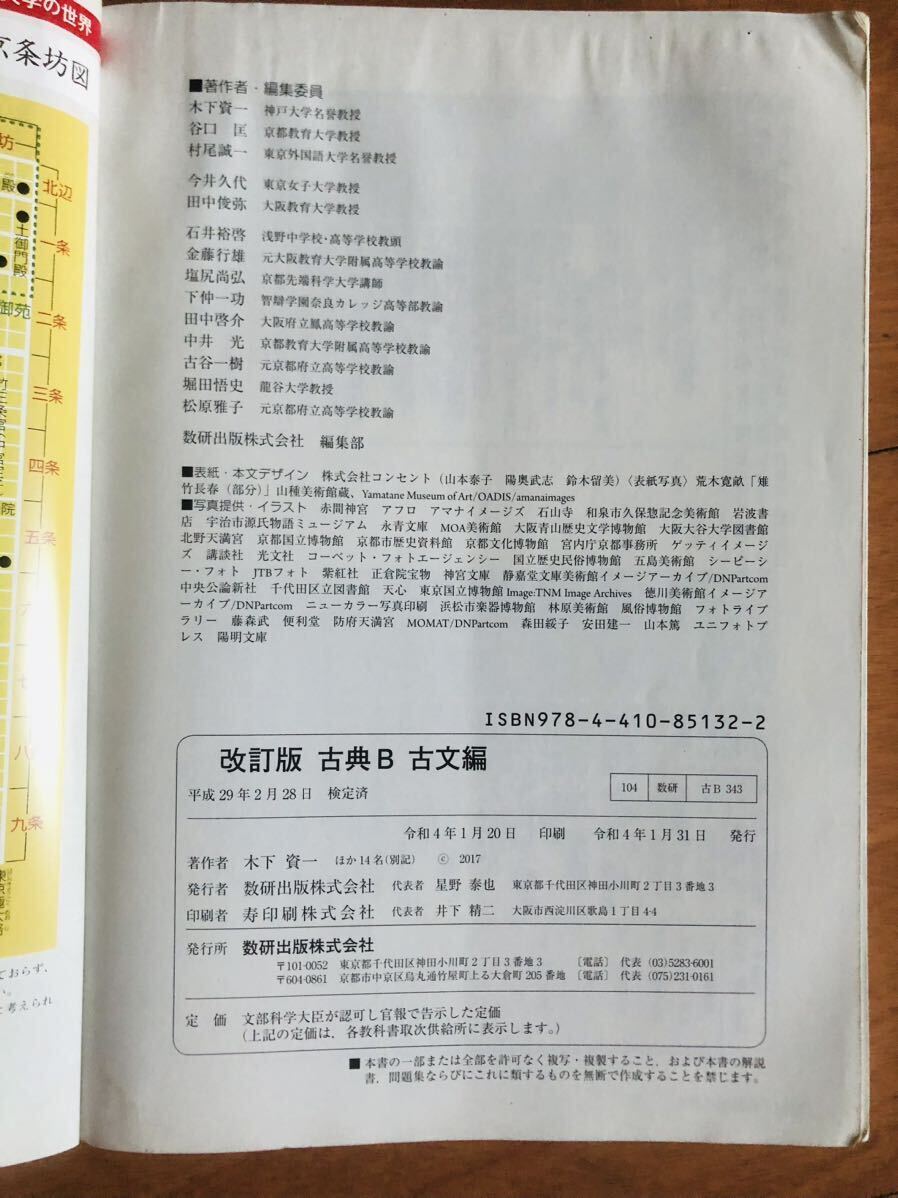 文学の世界
京条坊図
坊
北辺
殿
土御門殿
一条
御苑
二条
三条
四条
院
五条
六
七
八
九条
ておらず、
い。
と考えられ
■著作者・編集委員
木下資一 神戸大学名誉教授
谷口 匡 京都教育大学教授
村尾誠一 東京外国語大学名誉教授
今井久代 東京女子大学教授
田中俊弥 大阪教育大学教授
石井裕啓 浅野中学校・高等学校教頭
金藤行雄 元大阪教育大学附属高等学校教諭
塩尻尚弘 京都先端科学大学講師
下仲一功 智辯学園奈良カレッジ高等部教諭
田中啓介 大阪府立鳳高等学校教諭
中井 光 京都教育大学附属高等学校教諭
古谷一樹 元京都府立高等学校教諭
堀田悟史 龍谷大学教授
松原雅子 元京都府立高等学校教諭
数研出版株式会社 編集部
■表紙・本文デザイン 株式会社コンセント（山本泰子 陽奥武志 鈴木留美）〈表紙写真〉荒木寛畝「雉
竹長春（部分）」山種美術館蔵、Yamatane Museum of Art/OADIS/amanaimages
■写真提供・イラスト 赤間神宮 アフロ アマナイメージズ 石山寺 和泉市久保惣記念美術館 岩波書
店 宇治市源氏物語ミュージアム 永青文庫 MOA美術館 大阪青山歴史文学博物館 大阪大谷大学図書館
北野天満宮 京都国立博物館 京都市歴史資料館 京都文化博物館 宮内庁京都事務所 ゲッティイメージ
ズ 講談社 光文社 コーベット・フォトエージェンシー 国立歴史民俗博物館 五島美術館 シーピーシ
ー・フォト JTBフォト 紫紅社 正倉院宝物 神宮文庫 静嘉堂文庫美術館イメージアーカイブ/DNPartcom
中央公論新社 千代田区立図書館 天心 東京国立博物館 Image:TNM Image Archives 徳川美術館イメージア
ーカイブ/DNPartcom ニューカラー写真印刷 浜松市楽器博物館 林原美術館 風俗博物館 フォトライブ
ラリー 藤森武 便利堂 防府天満宮 MOMAT/DNPartcom 森田綏子 安田建一 山本篤 ユニフォトプ
レス 陽明文庫
ISBN978-4-410-85132-2
改訂版 古典B 古文編
平成29年2月28日 検定済
104 数研 古B 343
令和4年1月20日 印刷 令和4年1月31日 発行
著作者 木下 資一 ほか14名(別記) © 2017
発行者 数研出版株式会社 代表者 星野 泰也 東京都千代田区神田小川町2丁目3番地3
印刷者 寿印刷株式会社 代表者 井下 精二 大阪市西淀川区歌島1丁目4-4
発行所 数研出版株式会社
〒101-0052 東京都千代田区神田小川町2丁目3番地3 〔電話〕代表 (03)5283-6001
〒604-0861 京都市中京区烏丸通竹屋町上る大倉町205番地 〔電話〕代表 (075)231-0161
定 価 文部科学大臣が認可し官報で告示した定価
(上記の定価は，各教科書取次供給所に表示します。)
■本書の一部または全部を許可なく複写・複製すること，および本書の解説
書，問題集ならびにこれに類するものを無断で作成することを禁じます。